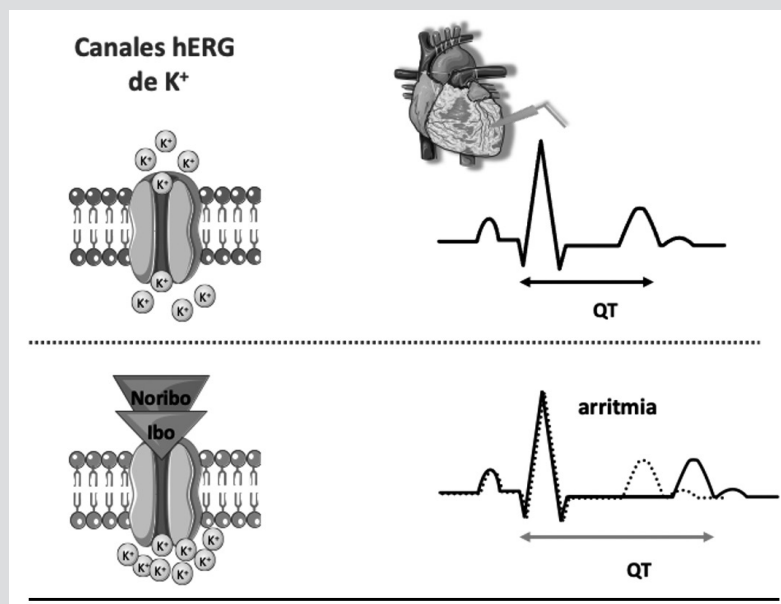 Canales hERG
de K⁺
K⁺
K⁺
K⁺
K⁺
K⁺
K⁺
K⁺
K⁺
QT
Noribo
Ibo
arritmia
K⁺
K⁺
K⁺
K⁺
K⁺
K⁺
K⁺
K⁺
QT